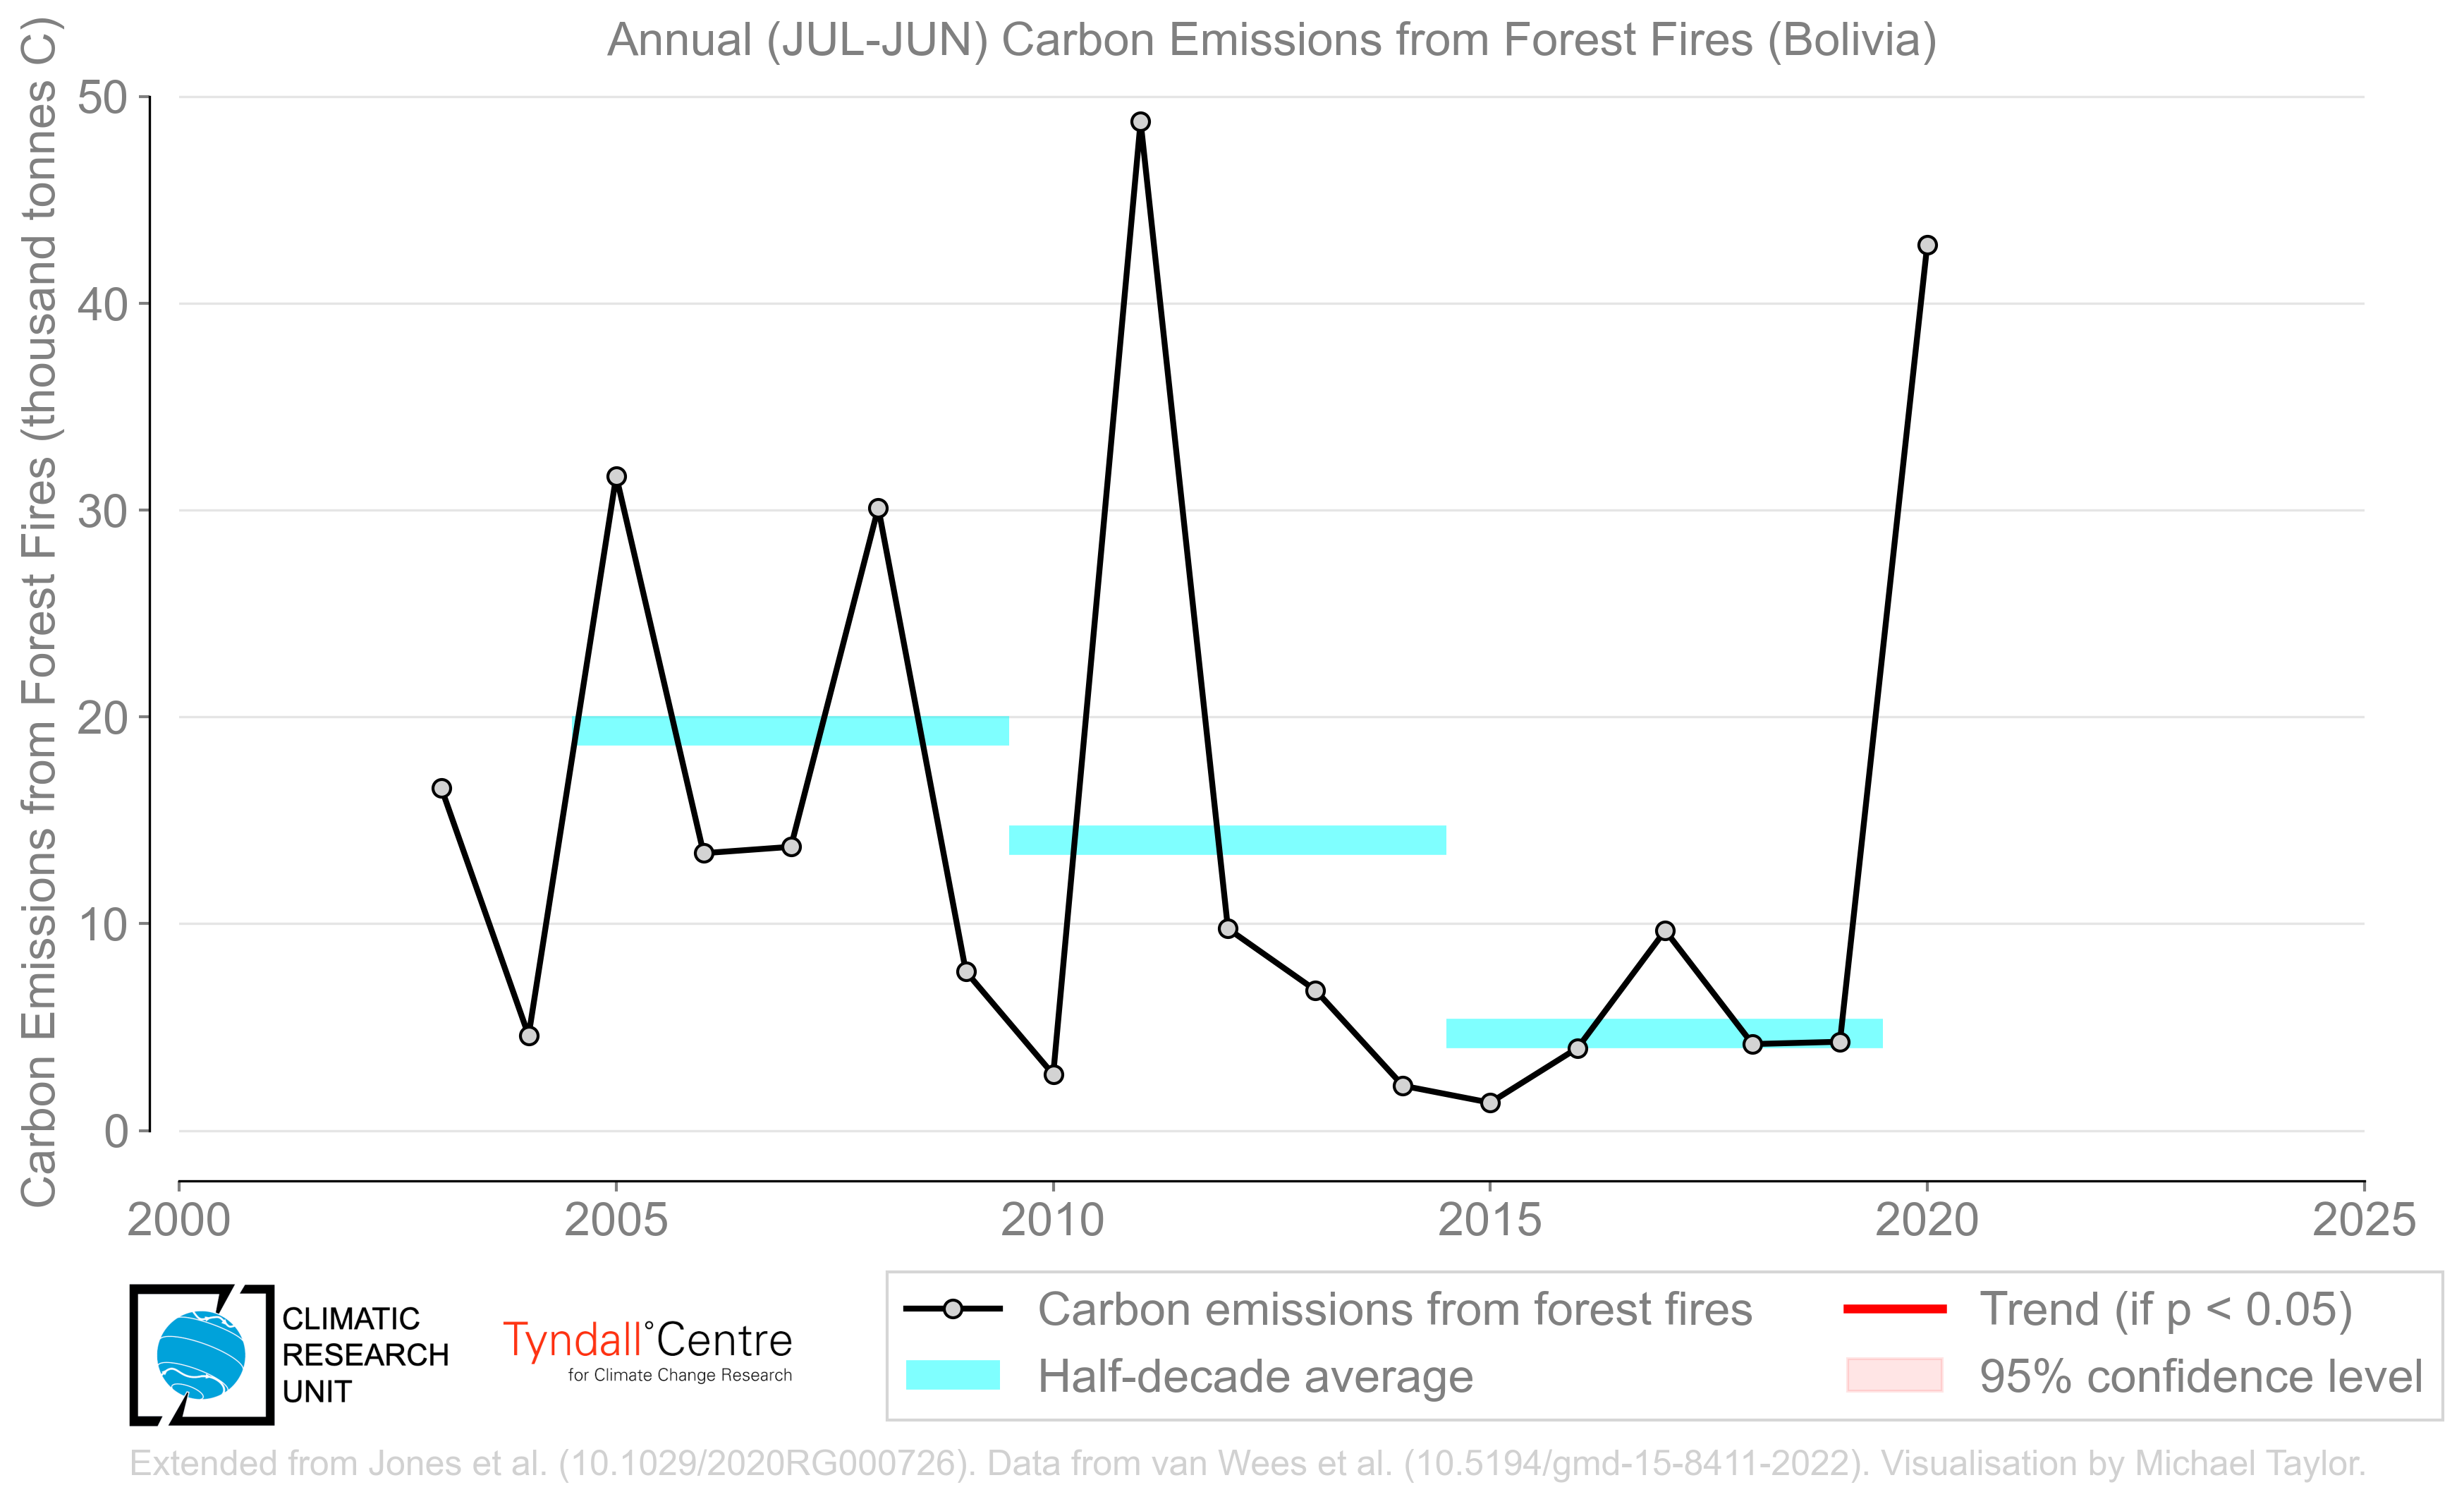 Annual (JUL-JUN) Carbon Emissions from Forest Fires (Bolivia)
Carbon Emissions from Forest Fires (thousand tonnes C)
50
40
30
20
10
0
2000 2005 2010 2015 2020 2025
CLIMATIC
RESEARCH
UNIT
Tyndall°Centre
for Climate Change Research
Carbon emissions from forest fires
Half-decade average
Trend (if p < 0.05)
95% confidence level
Extended from Jones et al. (10.1029/2020RG000726). Data from van Wees et al. (10.5194/gmd-15-8411-2022). Visualisation by Michael Taylor.